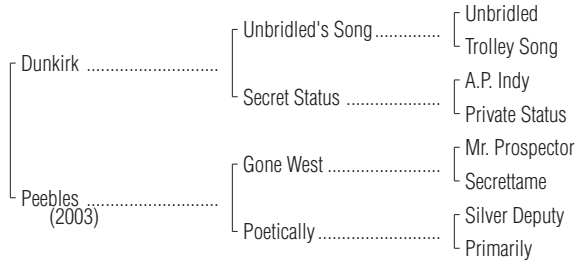 Unbridled
Unbridled's Song..............
Trolley Song
Dunkirk ............................
A.P. Indy
Secret Status ....................
Private Status
Mr. Prospector
Gone West ........................
Secrettame
Peebles ............................
(2003)
Silver Deputy
Poetically..........................
Primarily